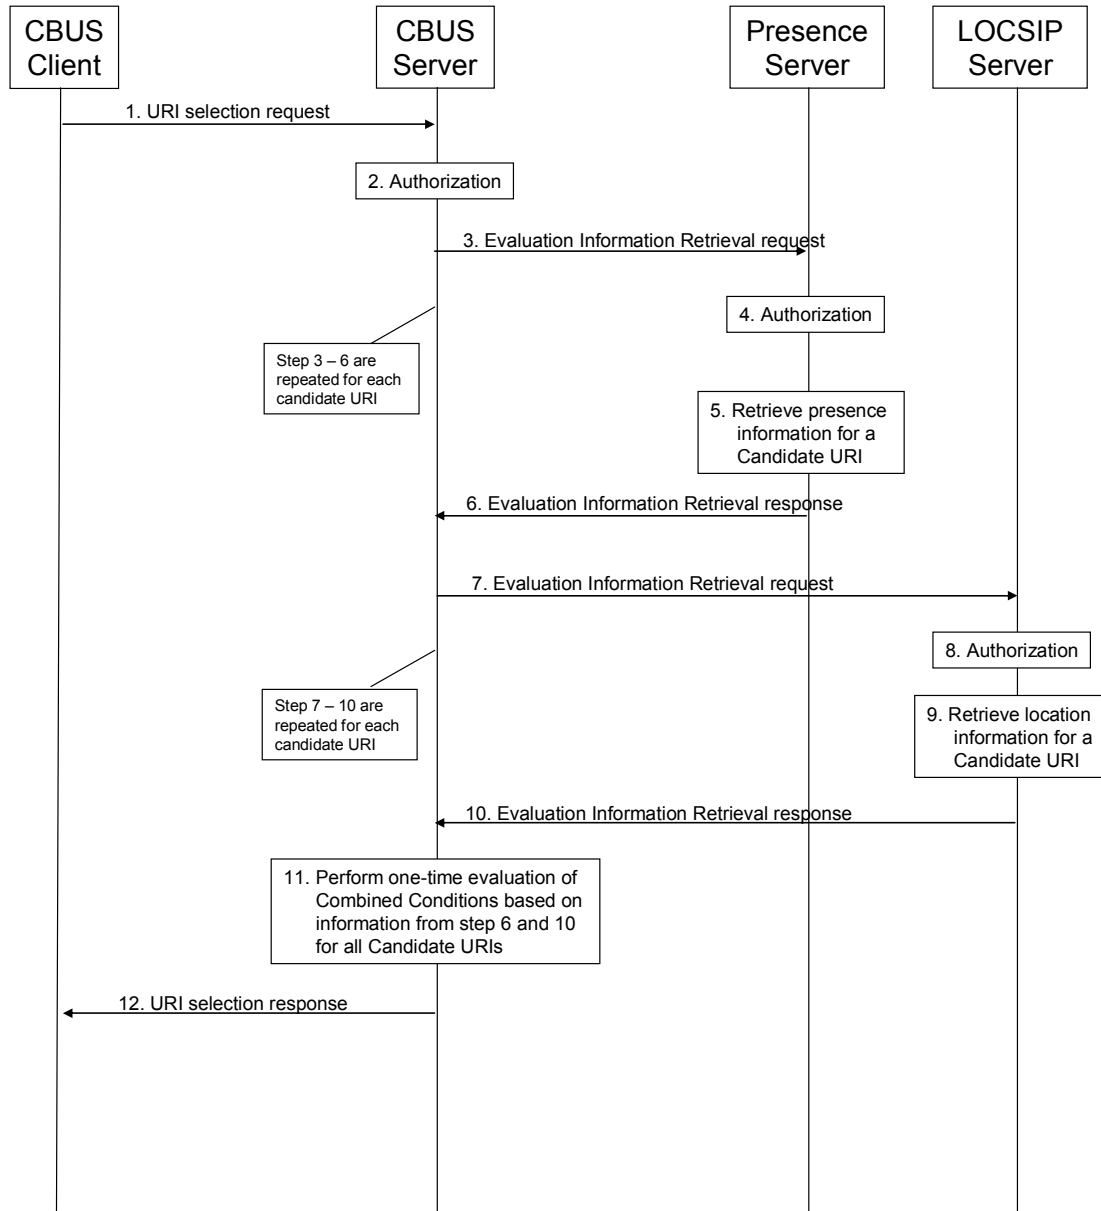 CBUS
Client
CBUS
Server
Presence
Server
LOCSIP
Server
1. URI selection request
2. Authorization
3. Evaluation Information Retrieval request
4. Authorization
Step 3 – 6 are
repeated for each
candidate URI
5. Retrieve presence
information for a
Candidate URI
6. Evaluation Information Retrieval response
7. Evaluation Information Retrieval request
8. Authorization
Step 7 – 10 are
repeated for each
candidate URI
9. Retrieve location
information for a
Candidate URI
10. Evaluation Information Retrieval response
11. Perform one-time evaluation of
Combined Conditions based on
information from step 6 and 10
for all Candidate URIs
12. URI selection response